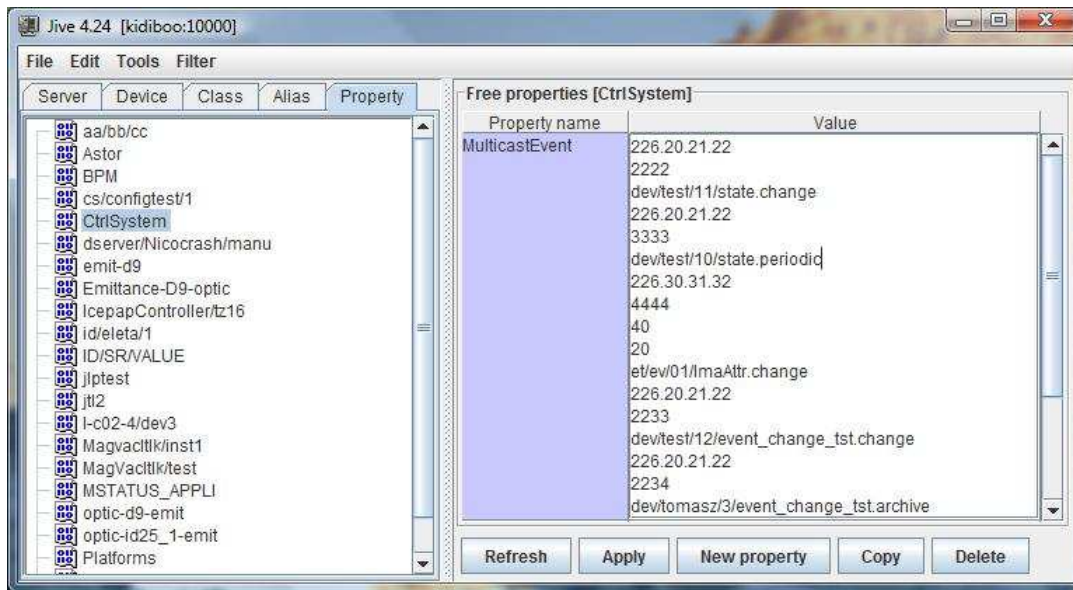 Jive 4.24 [kidiboo:10000]
File Edit Tools Filter
Server Device Class Alias Property
aa/bb/cc
Astor
BPM
cs/configtest/1
CtrlSystem
dserver/Nicocrash/manu
emit-d9
Emittance-D9-optic
IcepapController/tz16
id/eleta/1
ID/SR/VALUE
jlptest
jtl2
l-c02-4/dev3
Magvacltlk/inst1
MagVacltlk/test
MSTATUS_APPLI
optic-d9-emit
optic-id25_1-emit
Platforms
Free properties [CtrlSystem]
Property name Value
MulticastEvent
226.20.21.22
2222
dev/test/11/state.change
226.20.21.22
3333
dev/test/10/state.periodic
226.30.31.32
4444
40
20
et/ev/01/ImaAttr.change
226.20.21.22
2233
dev/test/12/event_change_tst.change
226.20.21.22
2234
dev/tomasz/3/event_change_tst.archive
Refresh Apply New property Copy Delete